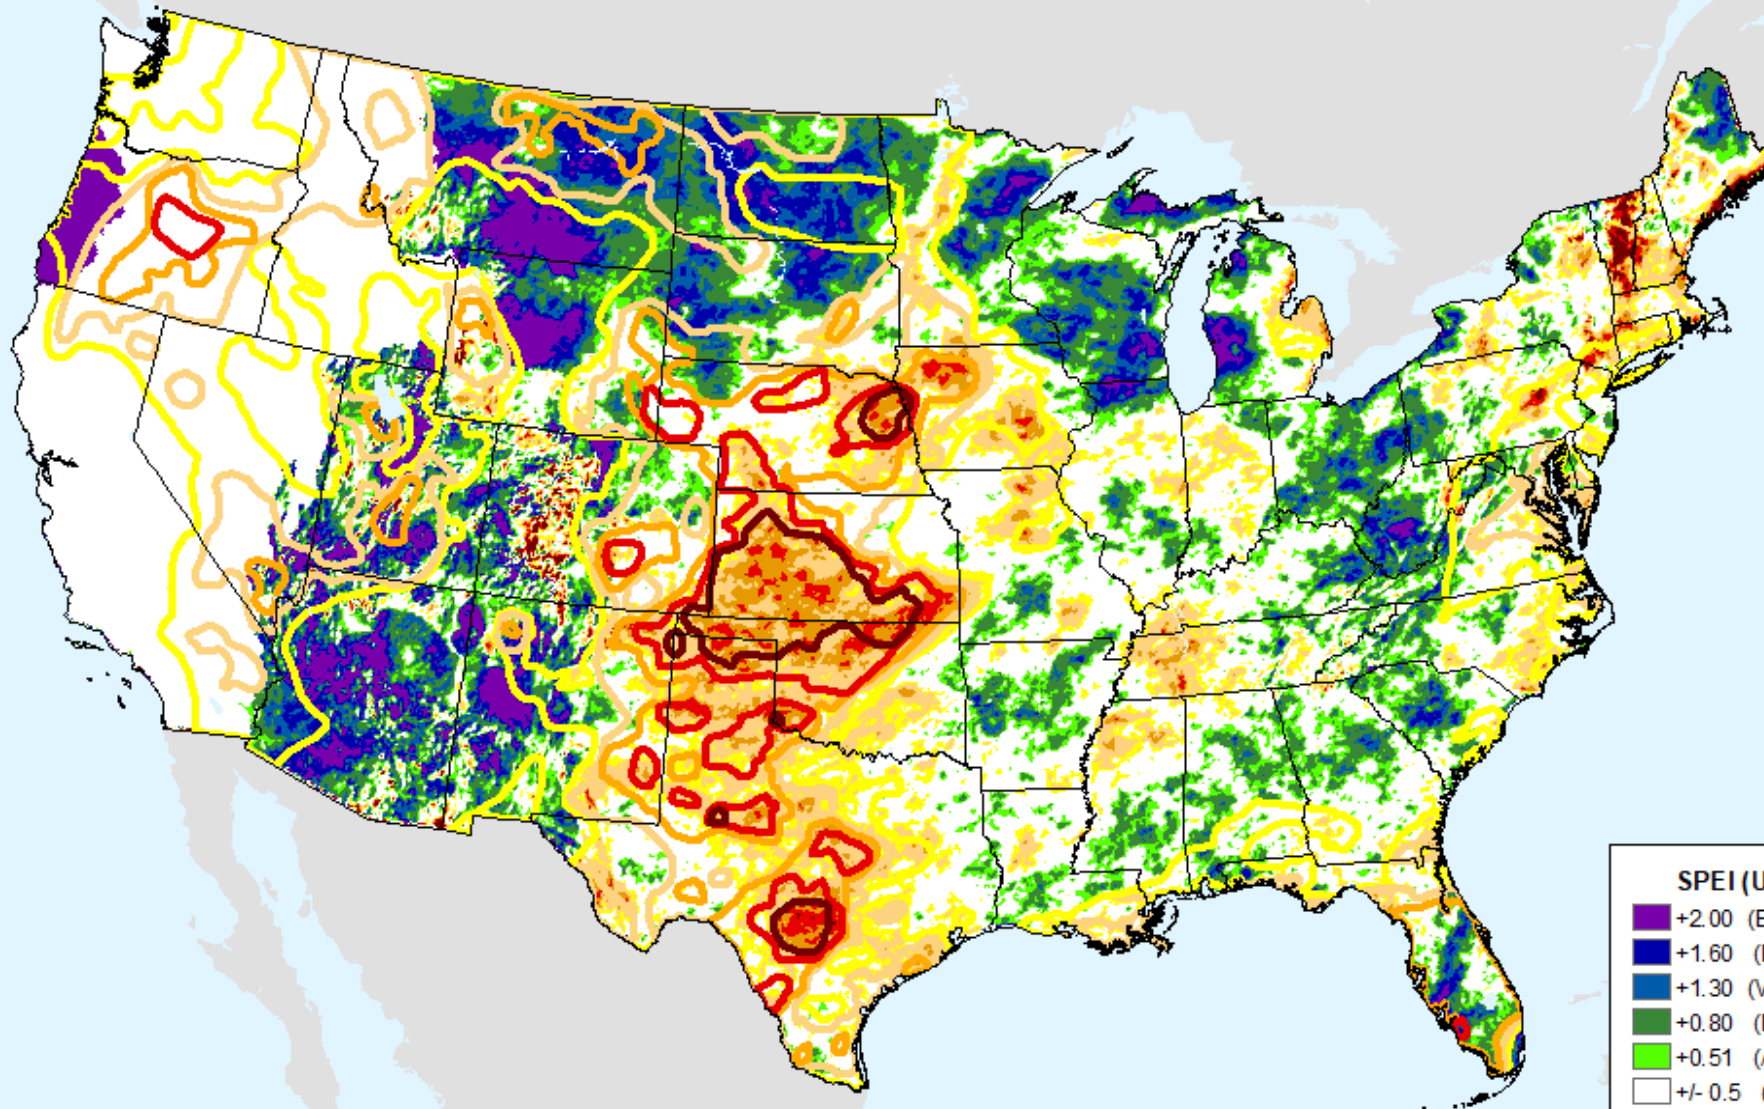 SPEI (U
+2.00 (E
+1.60 (
+1.30 (V
+0.80 (
+0.51 (
+/- 0.5 (